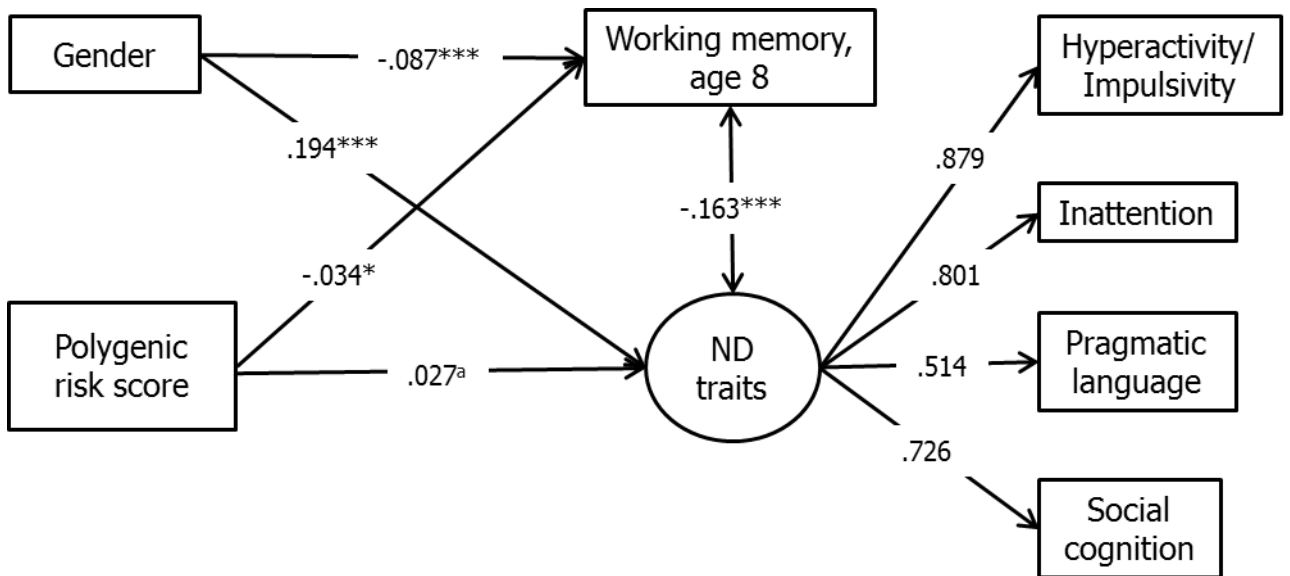 Gender
-.087***
Working memory,
age 8
Hyperactivity/
Impulsivity
.194***
.879
-.163***
Inattention
-.034*
.801
Polygenic
risk score
.027ᵃ
ND
traits
.514
Pragmatic
language
.726
Social
cognition